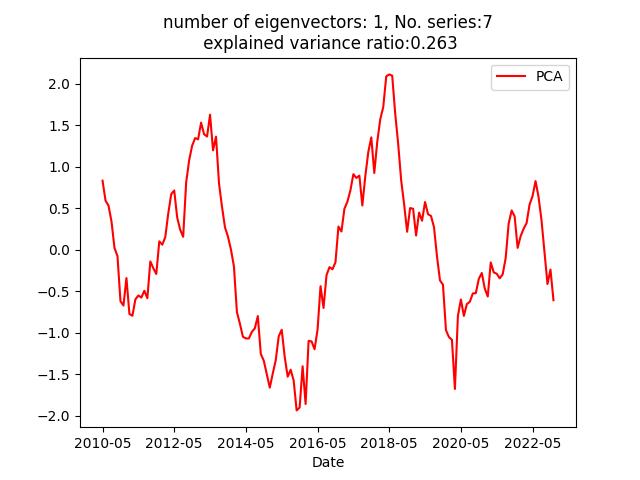 number of eigenvectors: 1, No. series:7
explained variance ratio:0.263
PCA
2.0
1.5
1.0
0.5
0.0
−0.5
−1.0
−1.5
−2.0
2010-05 2012-05 2014-05 2016-05 2018-05 2020-05 2022-05
Date